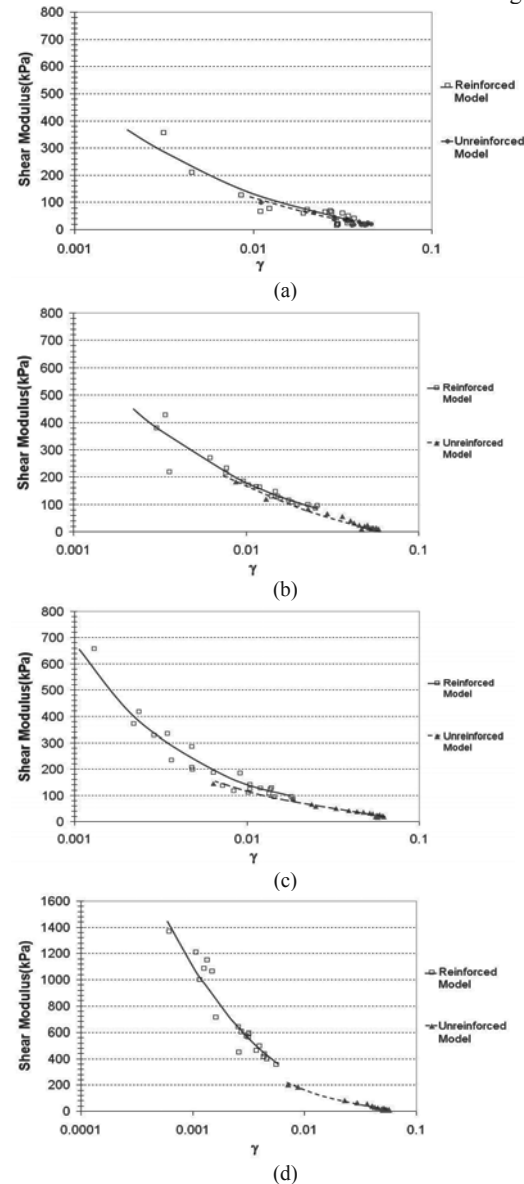 g
800
700
600
500
400
300
200
100
0
Shear Modulus(kPa)
0.001
0.01
0.1
γ
Reinforced
Model
Unreinforced
Model
(a)
800
700
600
500
400
300
200
100
0
Shear Modulus(kPa)
0.001
0.01
0.1
γ
Reinforced
Model
Unreinforced
Model
(b)
800
700
600
500
400
300
200
100
0
Shear Modulus(kPa)
0.001
0.01
0.1
γ
Reinforced
Model
Unreinforced
Model
(c)
1600
1400
1200
1000
800
600
400
200
0
Shear Modulus(kPa)
0.0001
0.001
0.01
0.1
γ
Reinforced
Model
Unreinforced
Model
(d)